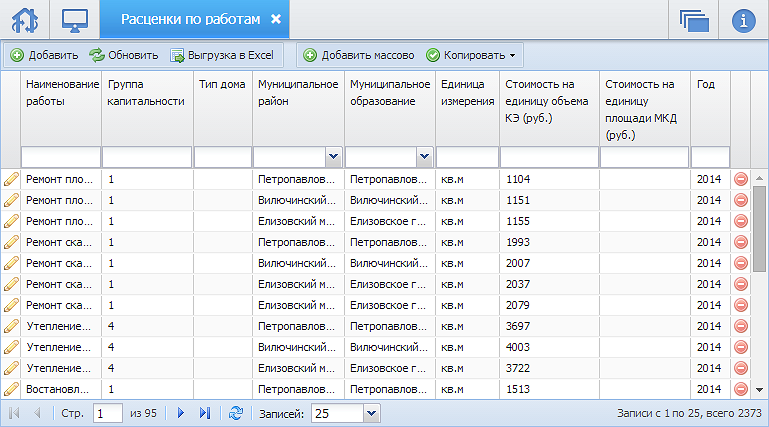 Расценки по работам
Добавить Обновить Выгрузка в Excel Добавить массово Копировать
Наименование работы Группа капитальности Тип дома Муниципальное район Муниципальное образование Единица измерения Стоимость на единицу объема КЭ (руб.) Стоимость на единицу площади МКД (руб.) Год
Ремонт пло... 1 Петропавлов... Петропавлов... кв.м 1104 2014
Ремонт пло... 1 Вилючинский... Вилючинский... кв.м 1151 2014
Ремонт пло... 1 Елизовский м... Елизовское г... кв.м 1155 2014
Ремонт ска... 1 Петропавлов... Петропавлов... кв.м 1993 2014
Ремонт ска... 1 Вилючинский... Вилючинский... кв.м 2007 2014
Ремонт ска... 1 Елизовский м... Елизовское г... кв.м 2037 2014
Ремонт ска... 1 Елизовский м... Елизовское г... кв.м 2079 2014
Утепление... 4 Петропавлов... Петропавлов... кв.м 3697 2014
Утепление... 4 Вилючинский... Вилючинский... кв.м 4003 2014
Утепление... 4 Елизовский м... Елизовское г... кв.м 3722 2014
Востановл... 1 Петропавлов... Петропавлов... кв.м 1513 2014
Стр. 1 из 95 Записей: 25 Записи с 1 по 25, всего 2373